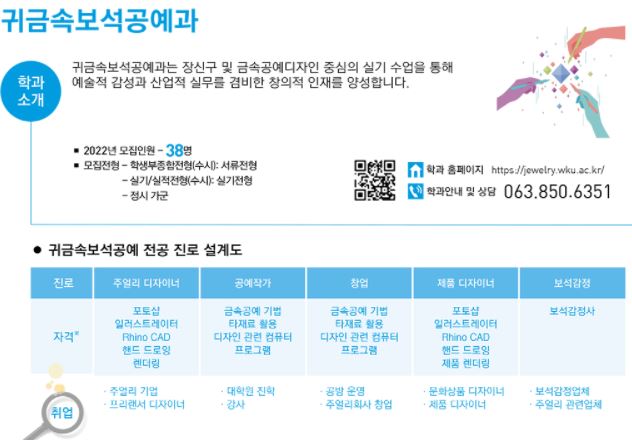 귀금속보석공예과
학과
소개
귀금속보석공예과는 장신구 및 금속공예디자인 중심의 실기 수업을 통해
예술적 감성과 산업적 실무를 겸비한 창의적 인재를 양성합니다.
■ 2022년 모집인원 – 38명
■ 모집전형 – 학생부종합전형(수시): 서류전형
– 실기/실적전형(수시): 실기전형
– 정시 가군
학과 홈페이지 https://jewelry.wku.ac.kr/
학과안내 및 상담 063.850.6351
● 귀금속보석공예 전공 진로 설계도
진로 주얼리 디자이너 공예작가 창업 제품 디자이너 보석감정
포토샵 금속공예 기법 금속공예 기법 포토샵 보석감정사
일러스트레이터 타재료 활용 타재료 활용 일러스트레이터
자격* Rhino CAD 디자인 관련 컴퓨터 디자인 관련 컴퓨터 Rhino CAD
핸드 드로잉 프로그램 프로그램 핸드 드로잉
렌더링 제품 렌더링
취업 · 주얼리 기업 · 대학원 진학 · 공방 운영 · 문화상품 디자이너 · 보석감정업체
· 프리랜서 디자이너 · 강사 · 주얼리회사 창업 · 제품 디자이너 · 주얼리 관련업체